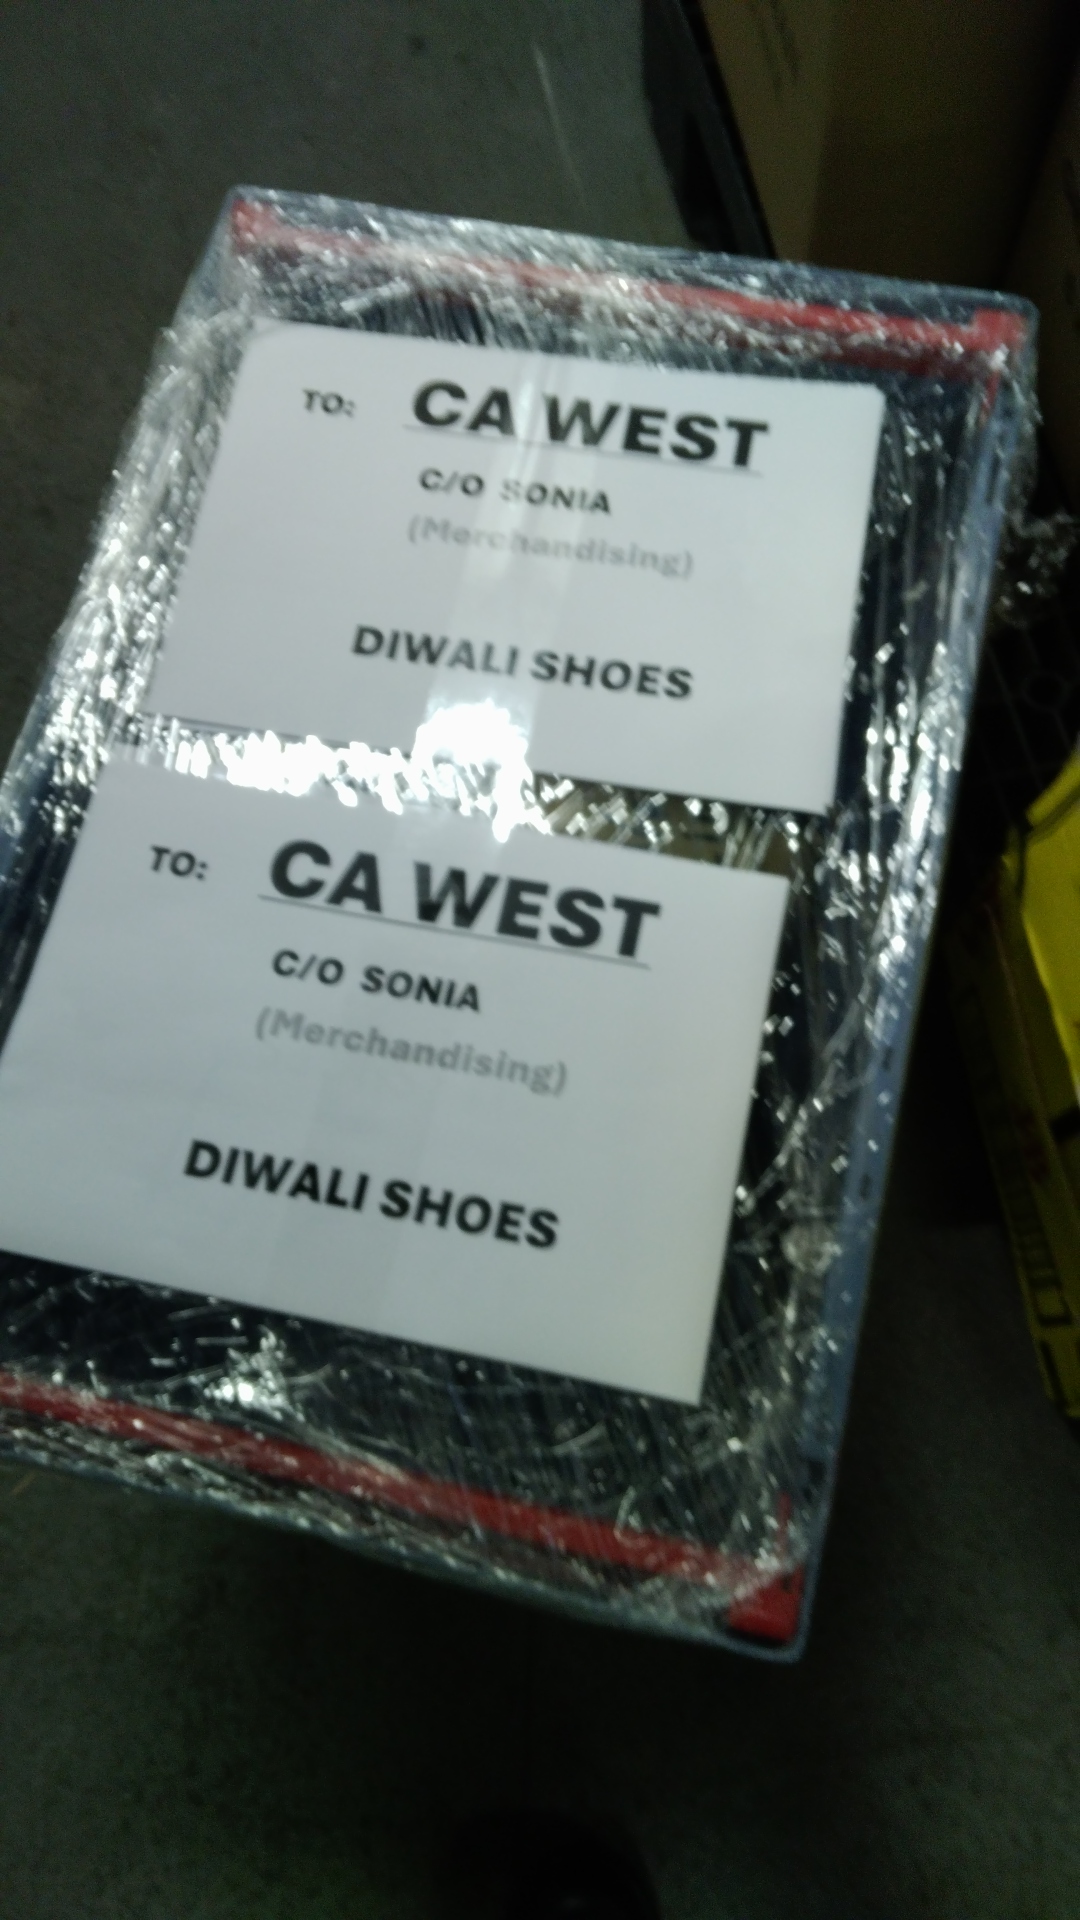 TO: CA WEST
C/O SONIA
(Merchandising)
DIWALI SHOES
TO: CA WEST
C/O SONIA
(Merchandising)
DIWALI SHOES